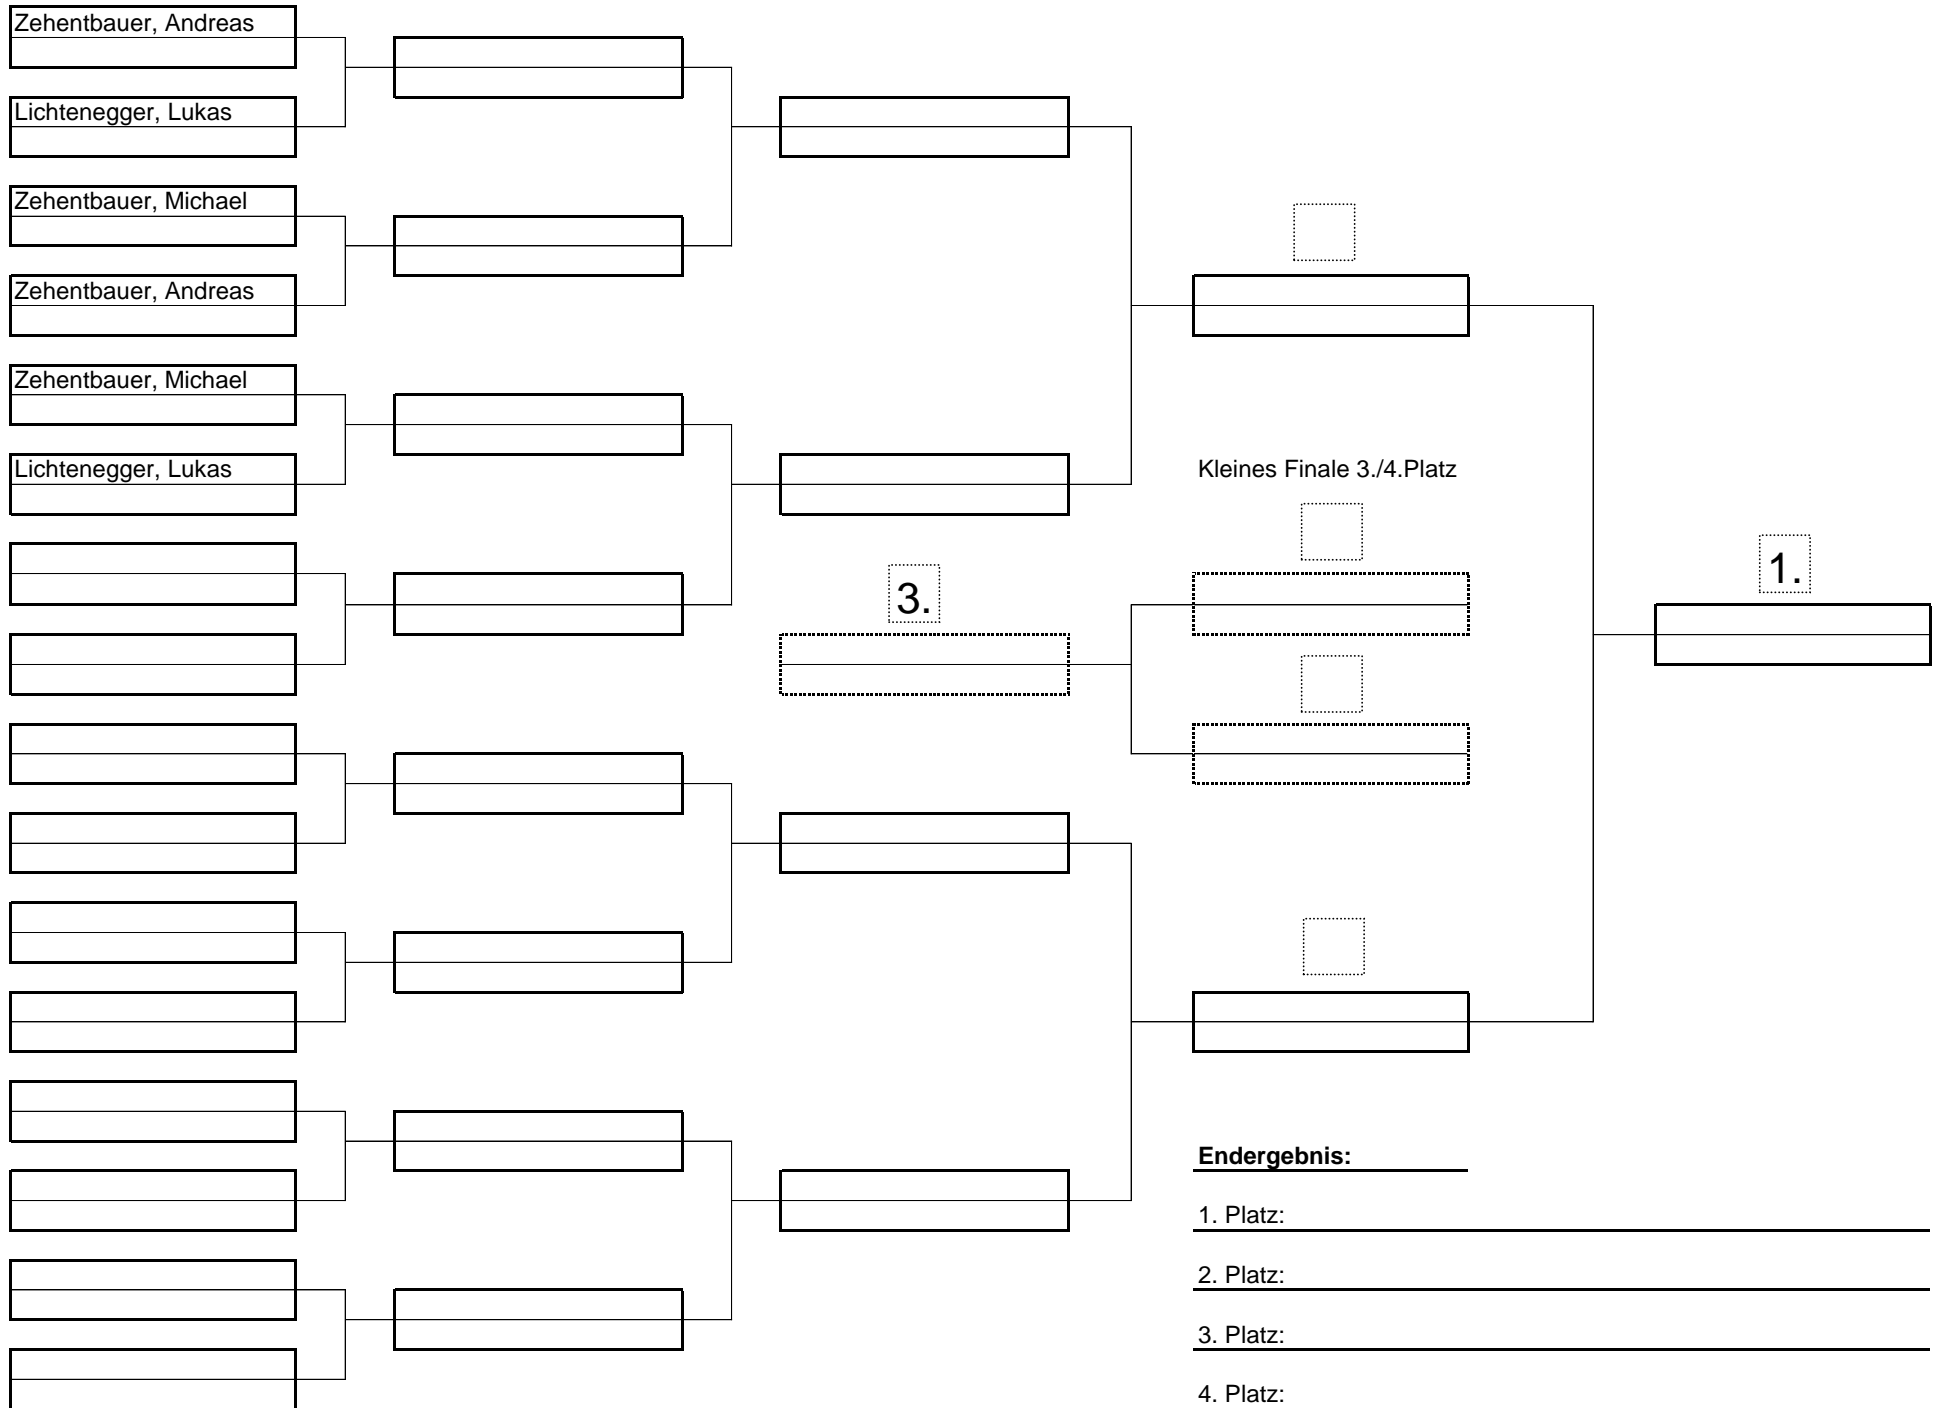 Zehentbauer, Andreas
Lichtenegger, Lukas
Zehentbauer, Michael
Zehentbauer, Andreas
Zehentbauer, Michael
Lichtenegger, Lukas
Kleines Finale 3./4.Platz
3.
1.
Endergebnis:
1. Platz:
2. Platz:
3. Platz:
4. Platz: